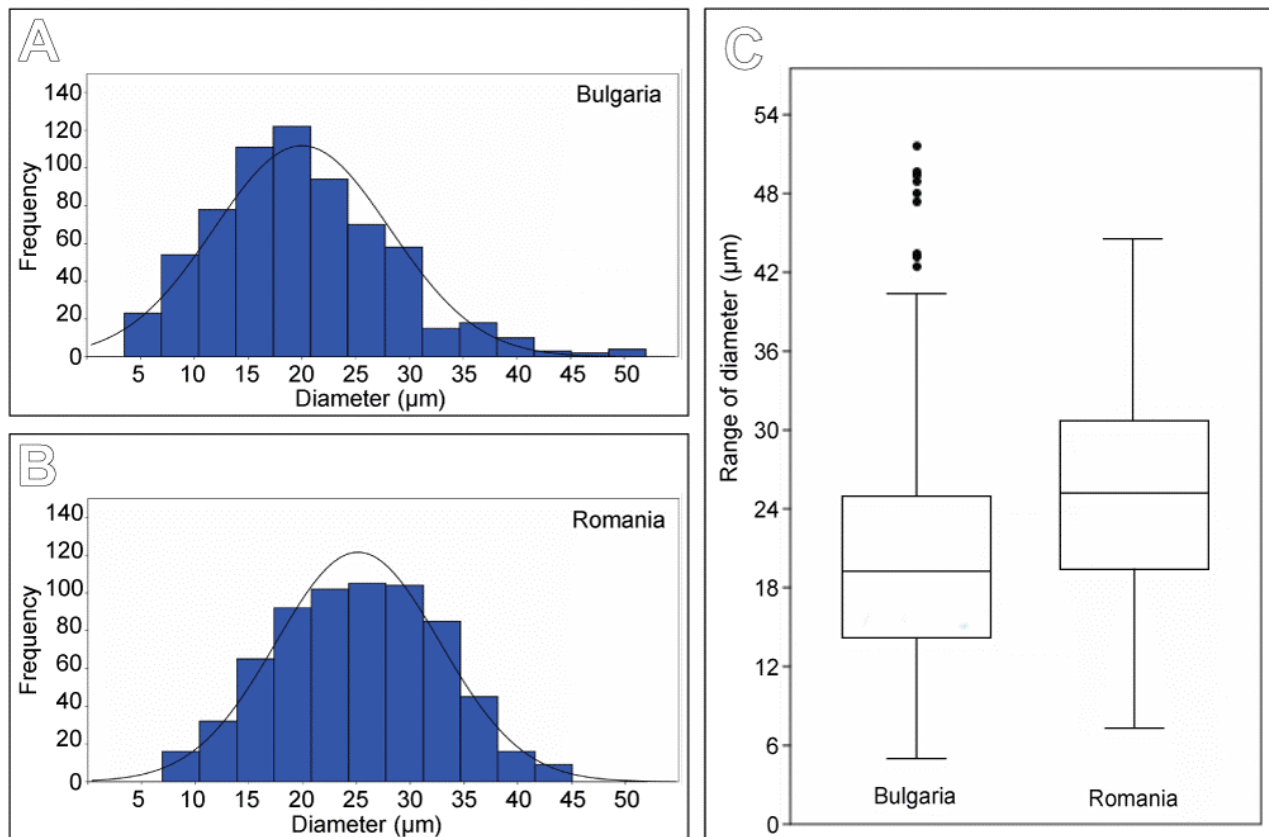 A
Bulgaria
Frequency
140
120
100
80
60
40
20
0
5 10 15 20 25 30 35 40 45 50
Diameter (µm)
B
Romania
Frequency
140
120
100
80
60
40
20
0
5 10 15 20 25 30 35 40 45 50
Diameter (µm)
C
Range of diameter (µm)
54
48
42
36
30
24
18
12
6
0
Bulgaria Romania